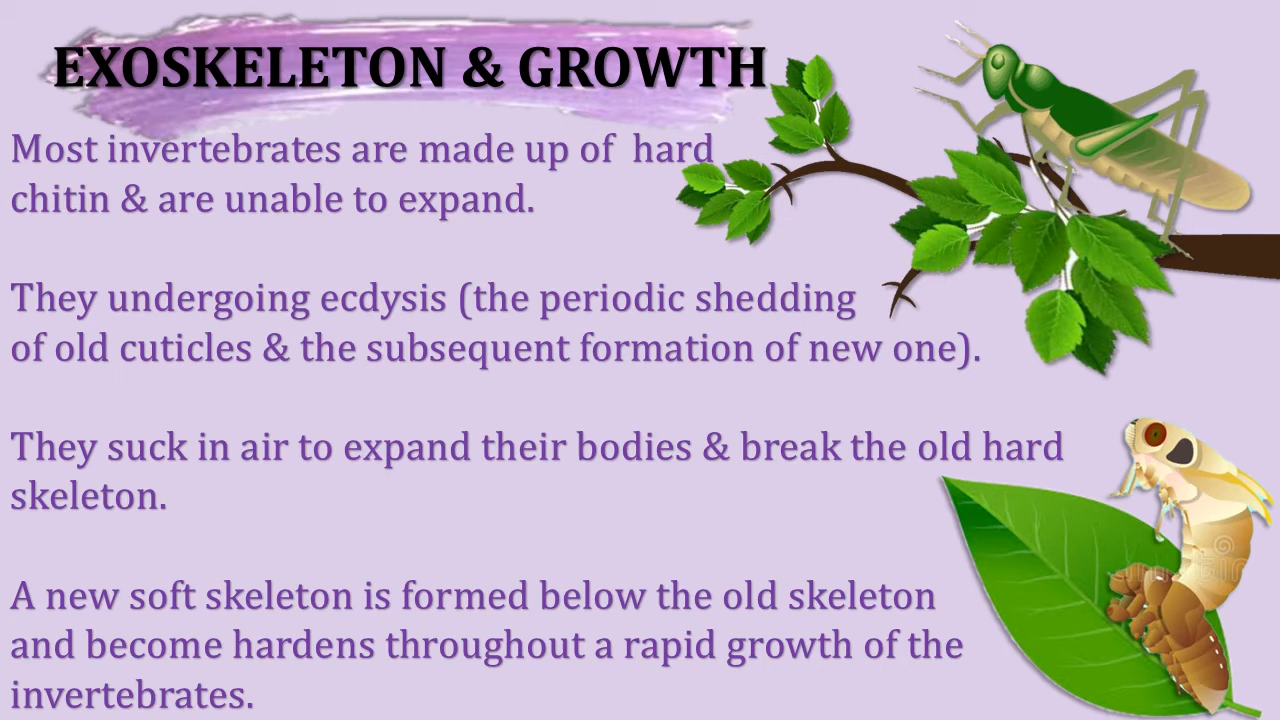 EXOSKELETON & GROWTH
Most invertebrates are made up of hard
chitin & are unable to expand.
They undergoing ecdysis (the periodic shedding
of old cuticles & the subsequent formation of new one).
They suck in air to expand their bodies & break the old hard
skeleton.
A new soft skeleton is formed below the old skeleton
and become hardens throughout a rapid growth of the
invertebrates.